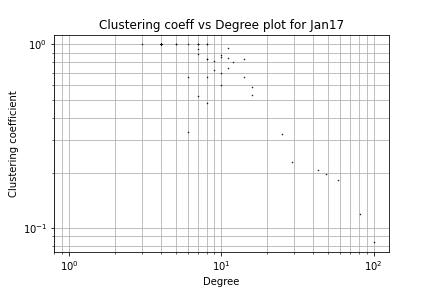 Clustering coeff vs Degree plot for Jan17
Clustering coefficient
10⁰
10⁻¹
10⁰
10¹
10²
Degree